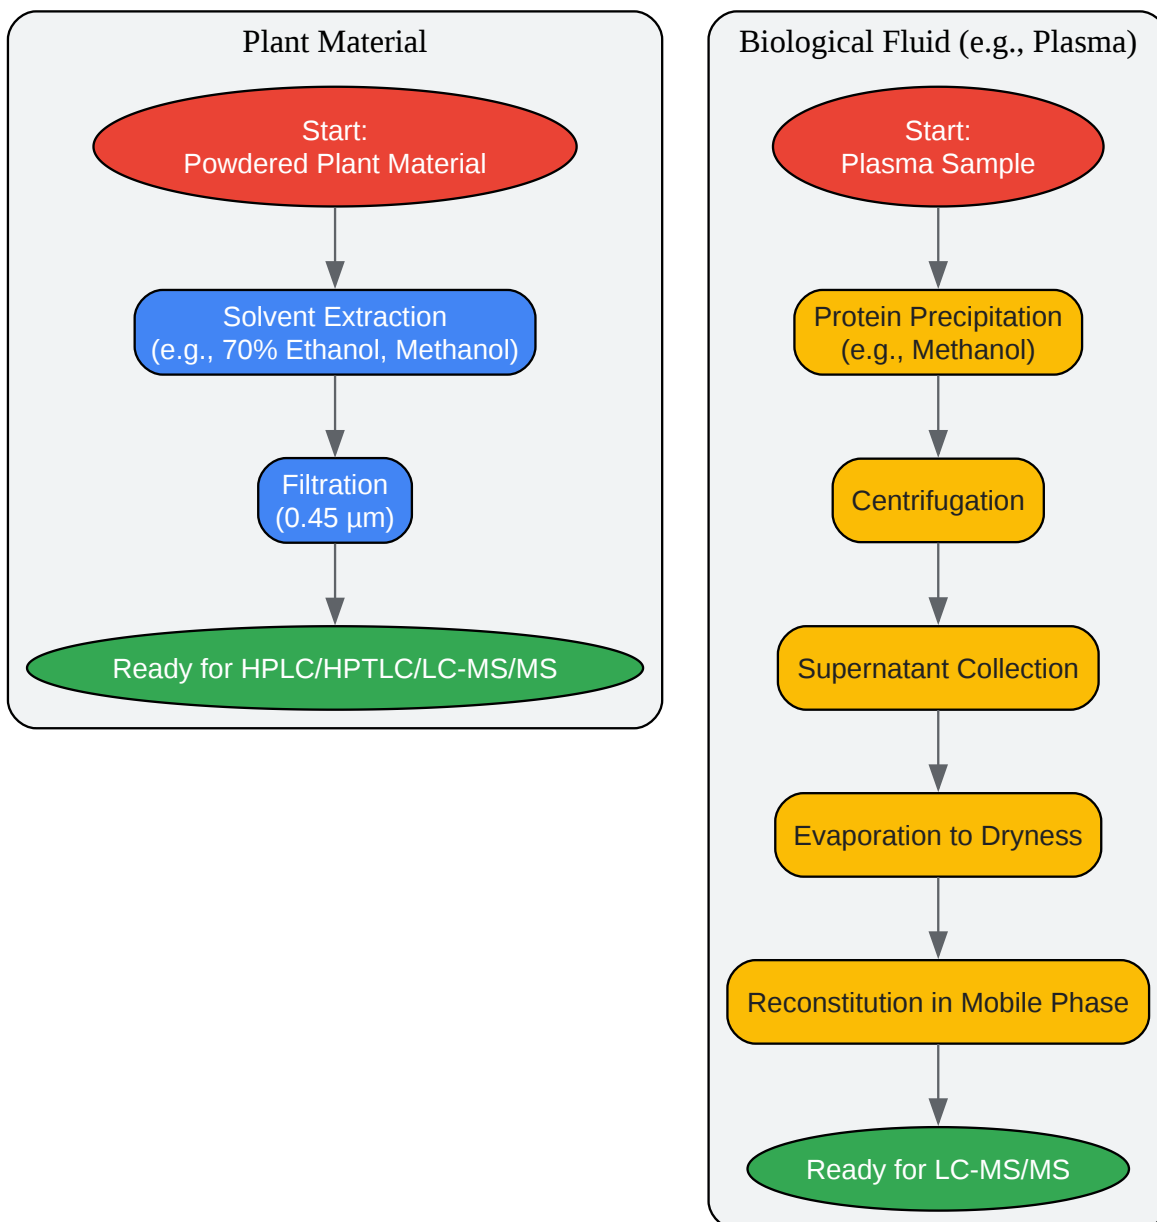 Plant Material
Start:
Powdered Plant Material
Solvent Extraction
(e.g., 70% Ethanol, Methanol)
Filtration
(0.45 µm)
Ready for HPLC/HPTLC/LC-MS/MS
Biological Fluid (e.g., Plasma)
Start:
Plasma Sample
Protein Precipitation
(e.g., Methanol)
Centrifugation
Supernatant Collection
Evaporation to Dryness
Reconstitution in Mobile Phase
Ready for LC-MS/MS